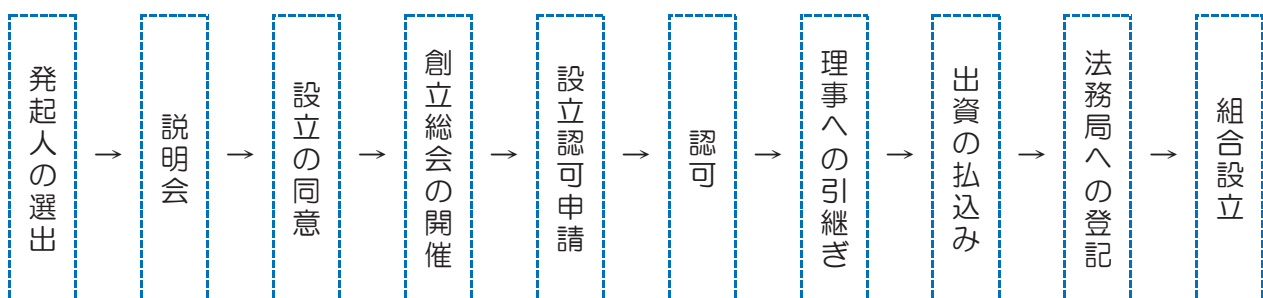 発起人の選出
→
説明会
→
設立の同意
→
創立総会の開催
→
設立認可申請
→
認可
→
理事への引継ぎ
→
出資の払込み
→
法務局への登記
→
組合設立